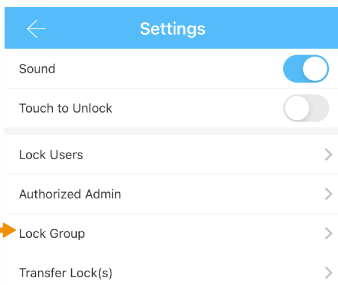 Settings
Sound
Touch to Unlock
Lock Users
Authorized Admin
Lock Group
Transfer Lock(s)